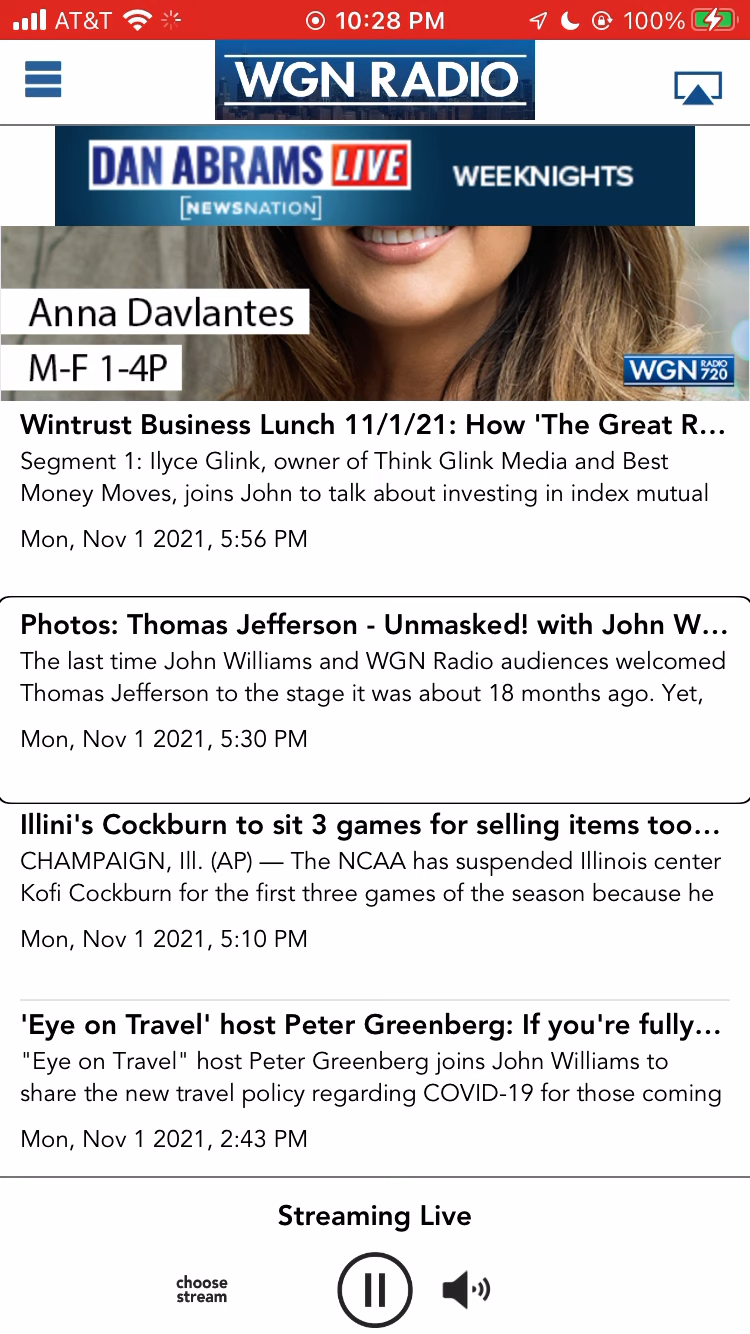 AT&T 10:28 PM 100%
WGN RADIO
DAN ABRAMS LIVE WEEKNIGHTS
[NEWSNATION]
Anna Davlantes
M-F 1-4P
WGN RADIO 720
Wintrust Business Lunch 11/1/21: How 'The Great R...
Segment 1: Ilyce Glink, owner of Think Glink Media and Best
Money Moves, joins John to talk about investing in index mutual
Mon, Nov 1 2021, 5:56 PM
Photos: Thomas Jefferson - Unmasked! with John W...
The last time John Williams and WGN Radio audiences welcomed
Thomas Jefferson to the stage it was about 18 months ago. Yet,
Mon, Nov 1 2021, 5:30 PM
Illini's Cockburn to sit 3 games for selling items too...
CHAMPAIGN, Ill. (AP) — The NCAA has suspended Illinois center
Kofi Cockburn for the first three games of the season because he
Mon, Nov 1 2021, 5:10 PM
'Eye on Travel' host Peter Greenberg: If you're fully...
"Eye on Travel" host Peter Greenberg joins John Williams to
share the new travel policy regarding COVID-19 for those coming
Mon, Nov 1 2021, 2:43 PM
Streaming Live
choose
stream